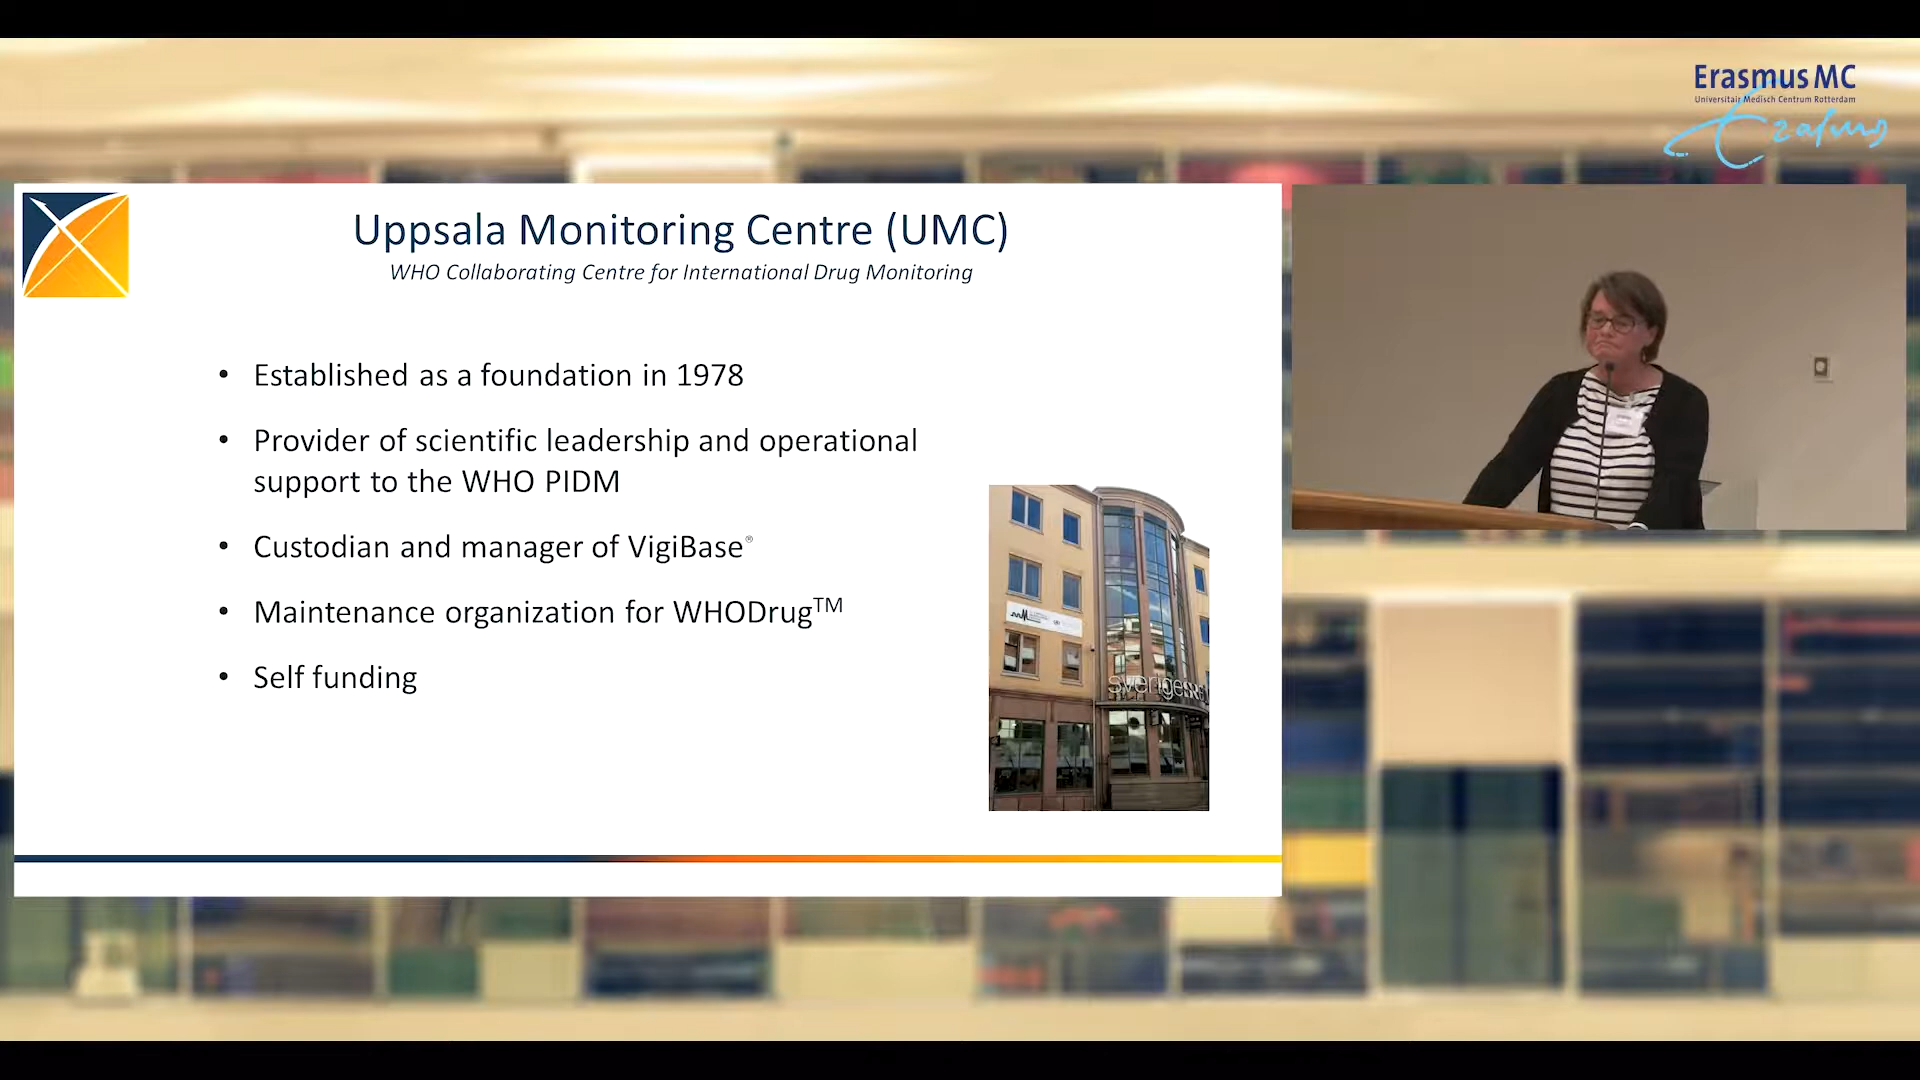 Erasmus MC
Universitair Medisch Centrum Rotterdam
Erasmus
Uppsala Monitoring Centre (UMC)
WHO Collaborating Centre for International Drug Monitoring
• Established as a foundation in 1978
• Provider of scientific leadership and operational
support to the WHO PIDM
• Custodian and manager of VigiBase®
• Maintenance organization for WHODrug™
• Self funding